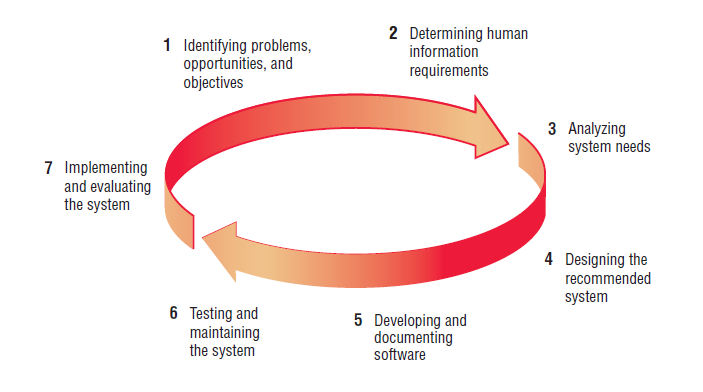 1 Identifying problems,
opportunities, and
objectives
2 Determining human
information
requirements
3 Analyzing
system needs
4 Designing the
recommended
system
5 Developing and
documenting
software
6 Testing and
maintaining
the system
7 Implementing
and evaluating
the system